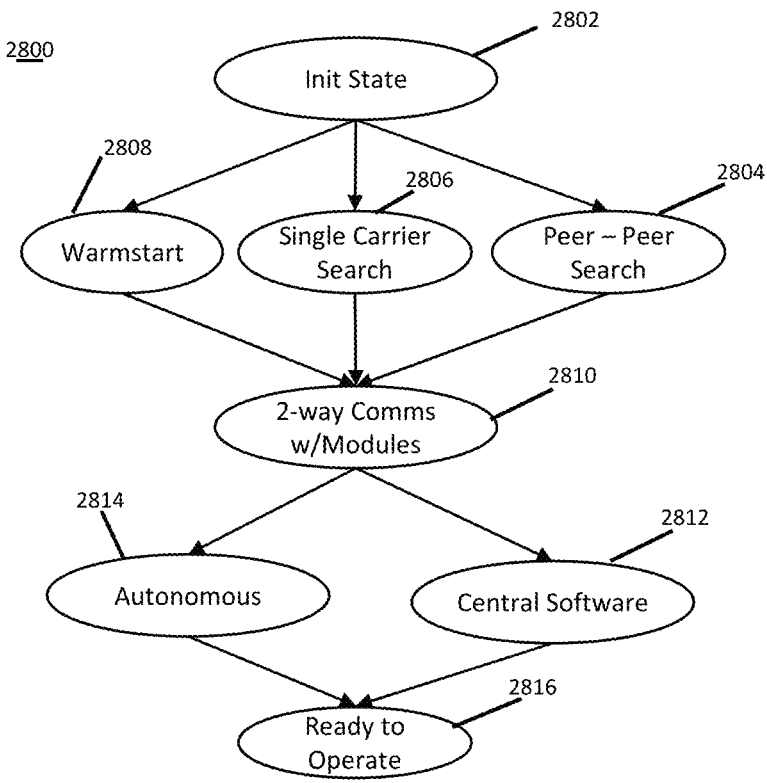 2800
2802
Init State
2808
2806
2804
Warmstart
Single Carrier
Search
Peer – Peer
Search
2810
2-way Comms
w/Modules
2814
2812
Autonomous
Central Software
2816
Ready to
Operate